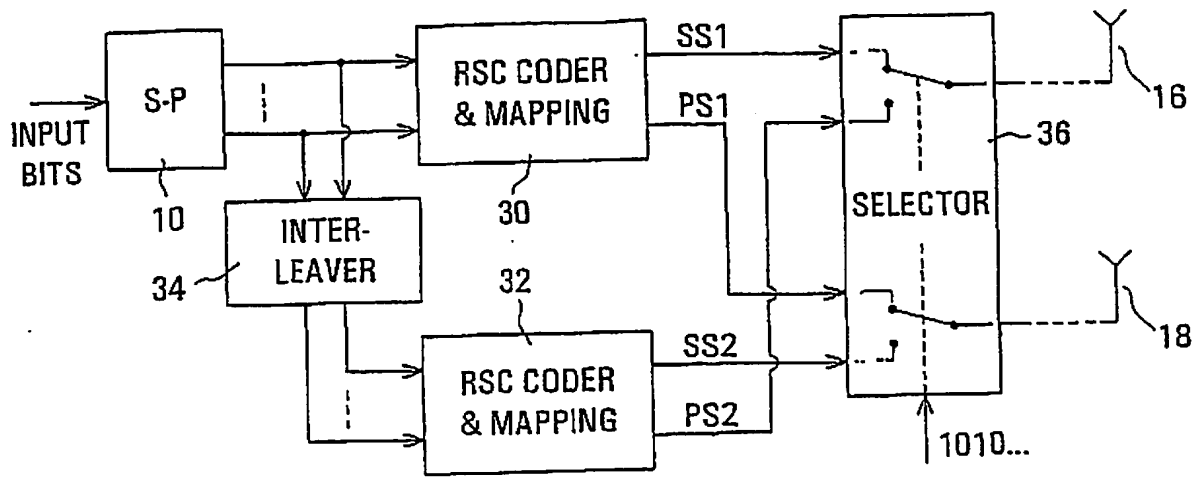 S-P
INPUT
BITS
10
INTER-
LEAVER
34
RSC CODER
& MAPPING
30
32
RSC CODER
& MAPPING
SS1
PS1
SS2
PS2
SELECTOR
36
16
18
1010...